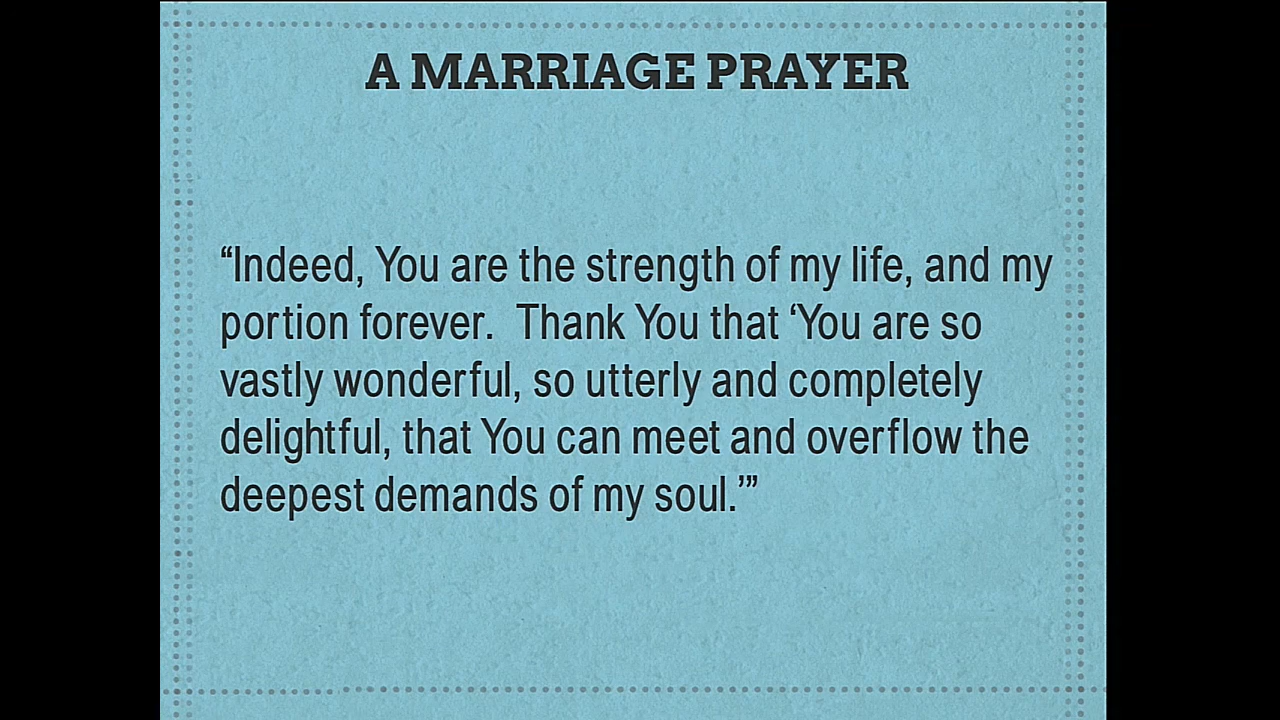 A MARRIAGE PRAYER
“Indeed, You are the strength of my life, and my
portion forever.  Thank You that ‘You are so
vastly wonderful, so utterly and completely
delightful, that You can meet and overflow the
deepest demands of my soul.’”